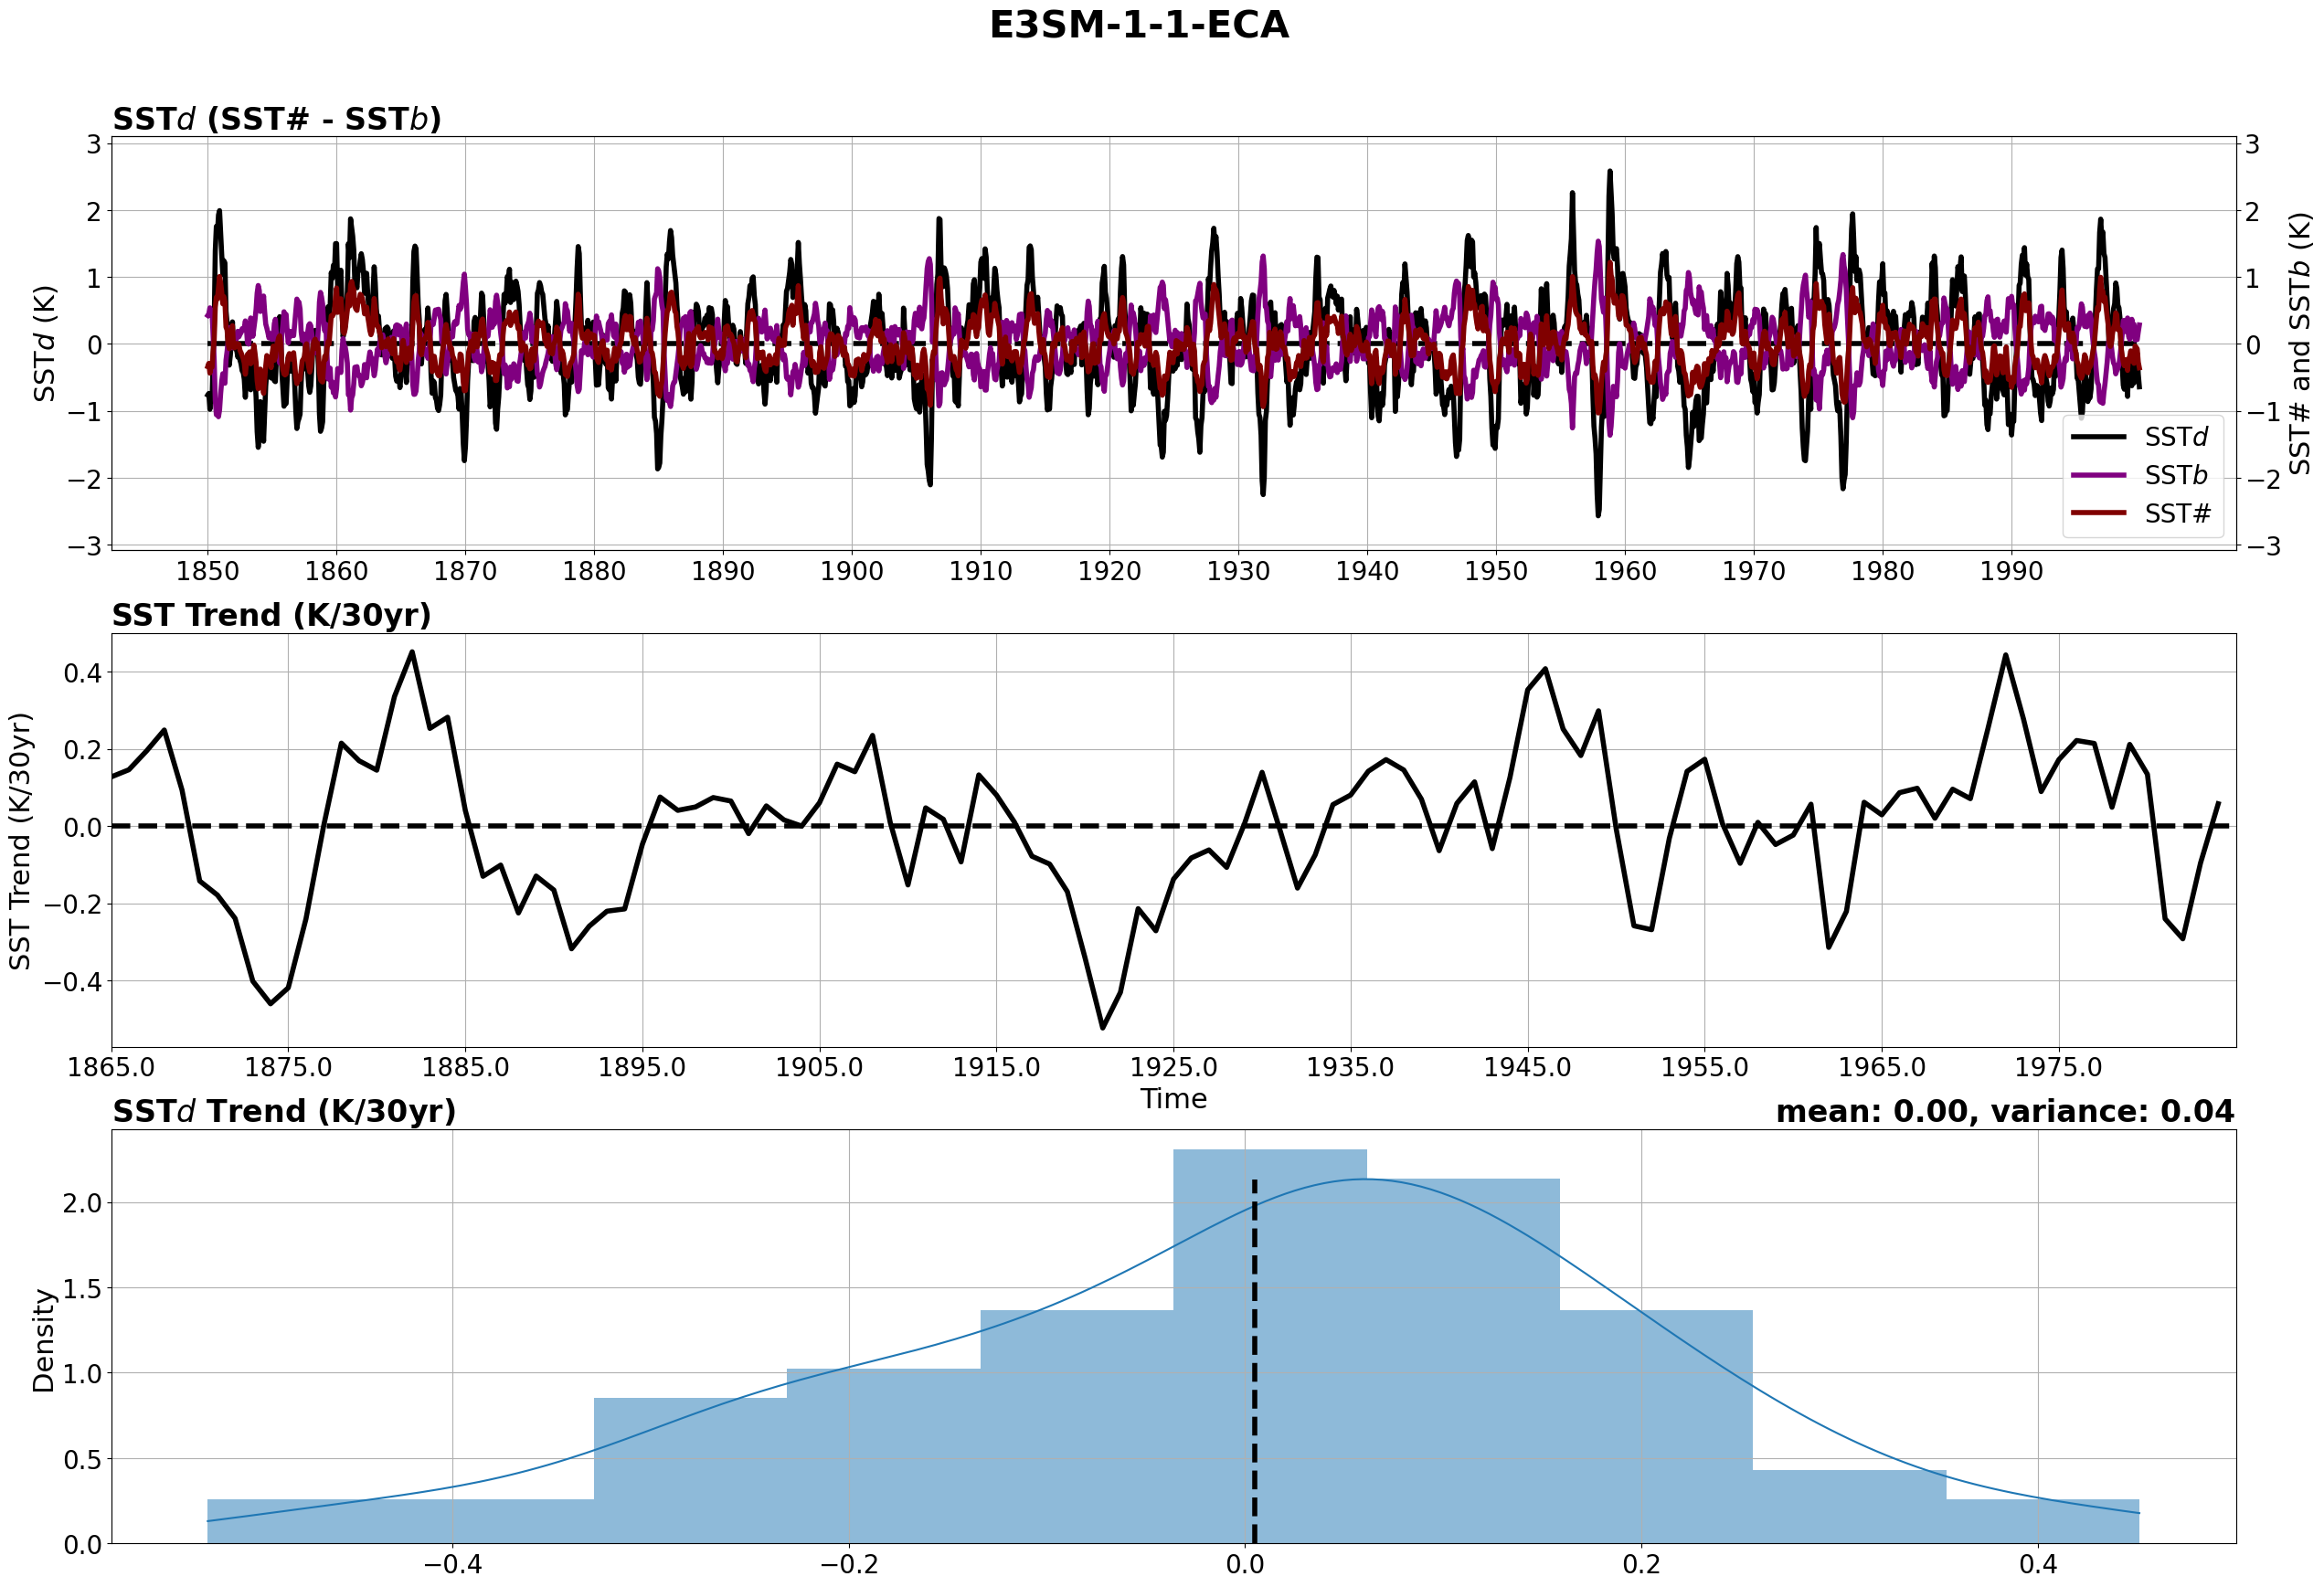 E3SM-1-1-ECA
SSTd (SST# - SSTb)
3 2 1 0 −1 −2 −3
SSTd (K)
3 2 1 0 −1 −2 −3
SST# and SSTb (K)
SSTd
SSTb
SST#
1850 1860 1870 1880 1890 1900 1910 1920 1930 1940 1950 1960 1970 1980 1990
SST Trend (K/30yr)
0.4 0.2 0.0 −0.2 −0.4
SST Trend (K/30yr)
1865.0 1875.0 1885.0 1895.0 1905.0 1915.0 1925.0 1935.0 1945.0 1955.0 1965.0 1975.0
Time
SSTd Trend (K/30yr) mean: 0.00, variance: 0.04
2.0 1.5 1.0 0.5 0.0
Density
−0.4 −0.2 0.0 0.2 0.4